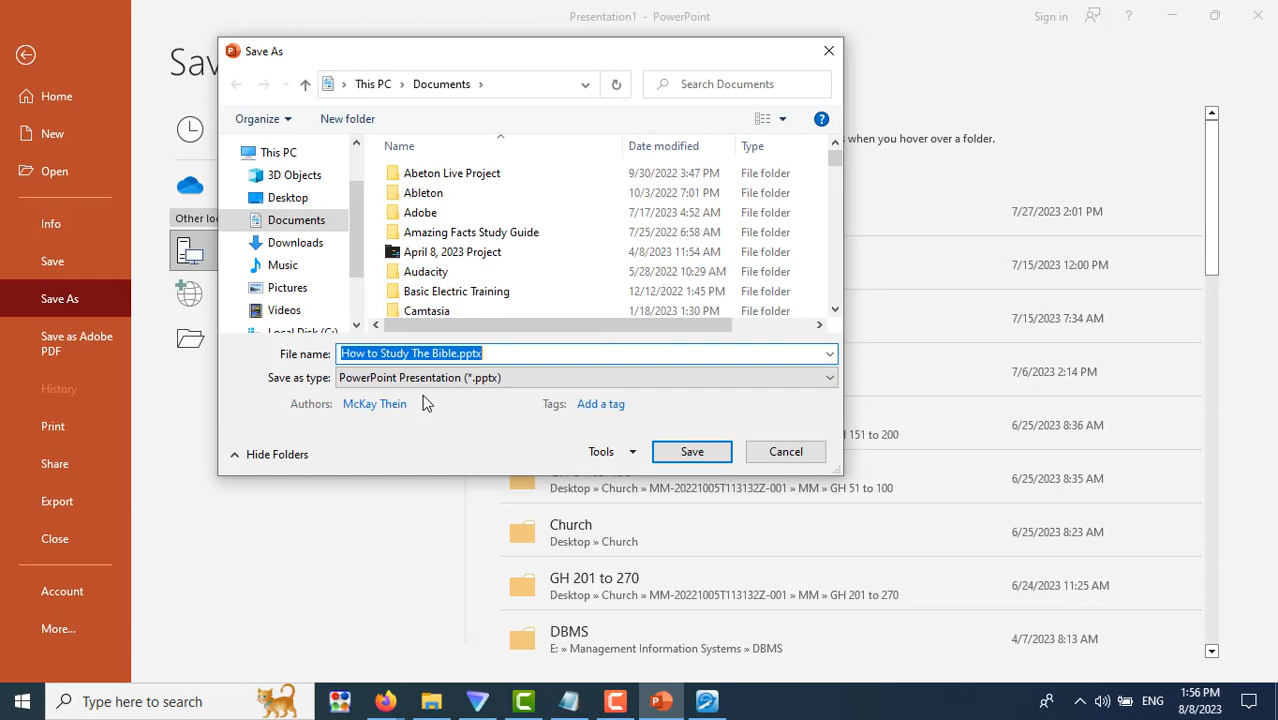 Presentation1 - PowerPoint
Sign in
?
Sav
Home
New
Open
Info
Save
Save As
Save as Adobe
PDF
History
Print
Share
Export
Close
Account
More...
Other lo
Save As
This PC
Documents
Search Documents
Organize
New folder
?
This PC
3D Objects
Desktop
Documents
Downloads
Music
Pictures
Videos
Local Disk (C:)
Name
Date modified
Type
Abeton Live Project 9/30/2022 3:47 PM File folder
Ableton 10/3/2022 7:01 PM File folder
Adobe 7/17/2023 4:52 AM File folder
Amazing Facts Study Guide 7/25/2022 6:58 AM File folder
April 8, 2023 Project 4/8/2023 11:54 AM File folder
Audacity 5/28/2022 10:29 AM File folder
Basic Electric Training 12/12/2022 1:45 PM File folder
Camtasia 1/18/2023 1:30 PM File folder
File name: How to Study The Bible.pptx
Save as type: PowerPoint Presentation (*.pptx)
Authors: McKay Thein Tags: Add a tag
Hide Folders
Tools
Save
Cancel
s when you hover over a folder.
7/27/2023 2:01 PM
7/15/2023 12:00 PM
7/15/2023 7:34 AM
7/6/2023 2:14 PM
6/25/2023 8:36 AM
151 to 200
6/25/2023 8:35 AM
Desktop » Church » MM-20221005T113132Z-001 » MM » GH 51 to 100
Church
6/25/2023 8:23 AM
Desktop » Church
GH 201 to 270
6/24/2023 11:25 AM
Desktop » Church » MM-20221005T113132Z-001 » MM » GH 201 to 270
DBMS
4/7/2023 8:13 AM
E: » Management Information Systems » DBMS
Type here to search
ENG
1:56 PM
8/8/2023